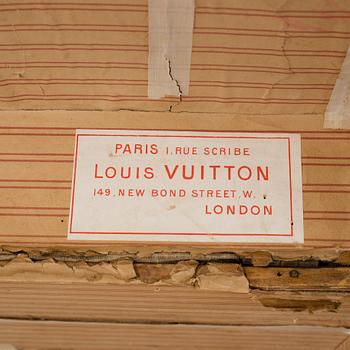 PARIS 1. RUE SCRIBE
LOUIS VUITTON
149. NEW BOND STREET. W.
LONDON